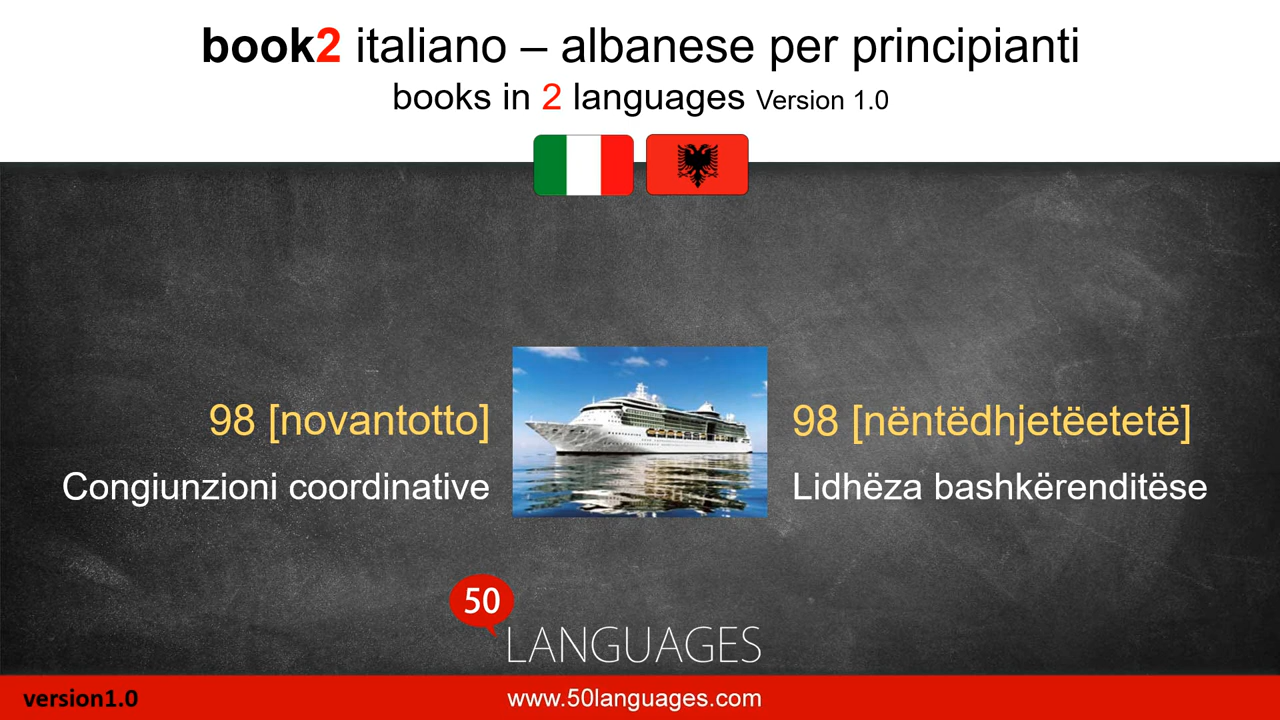 book2 italiano – albanese per principianti
books in 2 languages Version 1.0
98 [novantotto]
Congiunzioni coordinative
98 [nëntëdhjetëetetë]
Lidhëza bashkërenditëse
50
LANGUAGES
version1.0
www.50languages.com